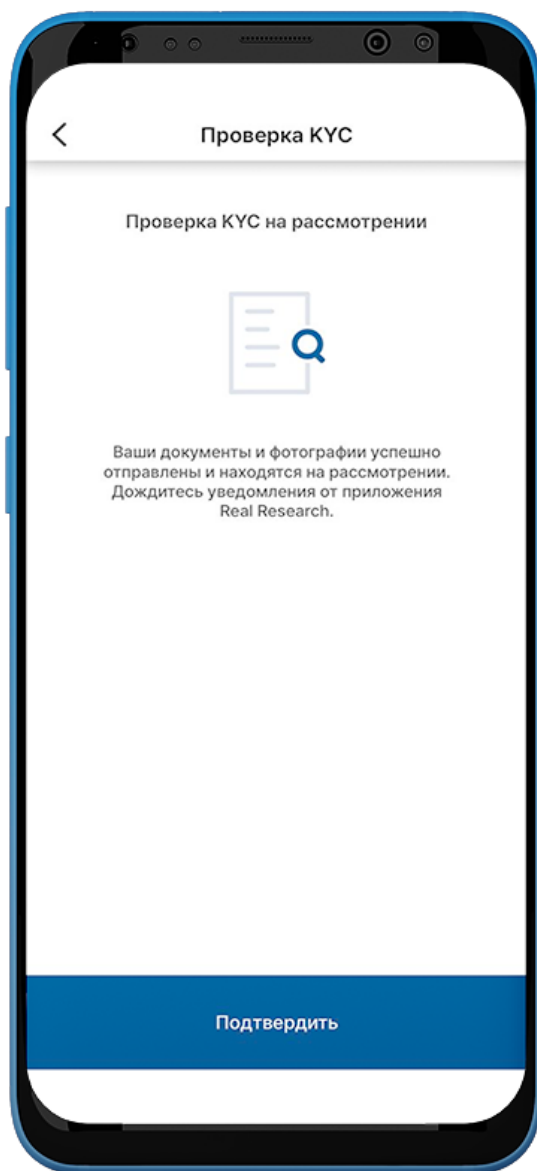 Проверка KYC
Проверка KYC на рассмотрении
Ваши документы и фотографии успешно
отправлены и находятся на рассмотрении.
Дождитесь уведомления от приложения
Real Research.
Подтвердить